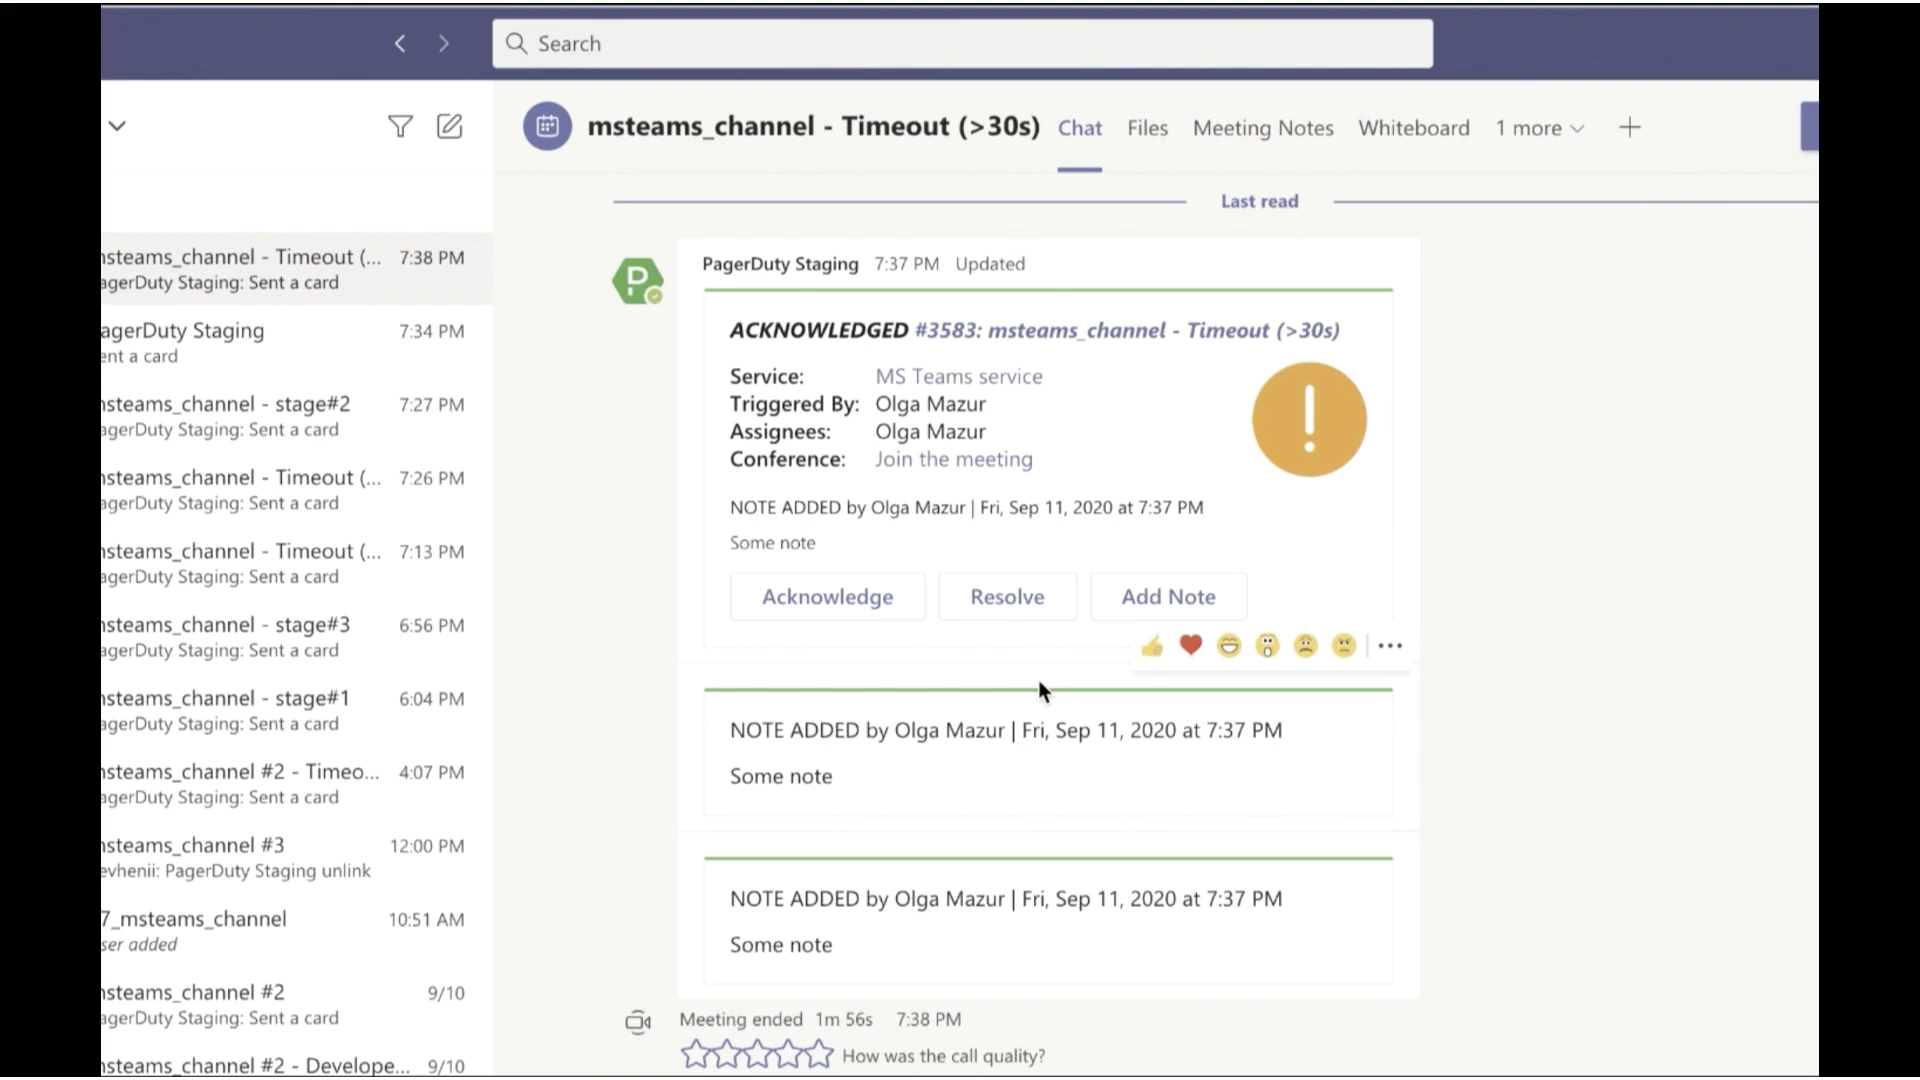 Search
msteams_channel - Timeout (>30s) Chat Files Meeting Notes Whiteboard 1 more
Last read
nsteams_channel - Timeout (... 7:38 PM
agerDuty Staging: Sent a card
agerDuty Staging 7:34 PM
ent a card
nsteams_channel - stage#2 7:27 PM
agerDuty Staging: Sent a card
nsteams_channel - Timeout (... 7:26 PM
agerDuty Staging: Sent a card
nsteams_channel - Timeout (... 7:13 PM
agerDuty Staging: Sent a card
nsteams_channel - stage#3 6:56 PM
agerDuty Staging: Sent a card
nsteams_channel - stage#1 6:04 PM
agerDuty Staging: Sent a card
nsteams_channel #2 - Timeo... 4:07 PM
agerDuty Staging: Sent a card
nsteams_channel #3 12:00 PM
evhenii: PagerDuty Staging unlink
7_msteams_channel 10:51 AM
ser added
nsteams_channel #2 9/10
agerDuty Staging: Sent a card
nsteams_channel #2 - Develope... 9/10
PagerDuty Staging 7:37 PM Updated
ACKNOWLEDGED #3583: msteams_channel - Timeout (>30s)
Service: MS Teams service
Triggered By: Olga Mazur
Assignees: Olga Mazur
Conference: Join the meeting
NOTE ADDED by Olga Mazur | Fri, Sep 11, 2020 at 7:37 PM
Some note
Acknowledge Resolve Add Note
NOTE ADDED by Olga Mazur | Fri, Sep 11, 2020 at 7:37 PM
Some note
NOTE ADDED by Olga Mazur | Fri, Sep 11, 2020 at 7:37 PM
Some note
Meeting ended 1m 56s 7:38 PM
How was the call quality?